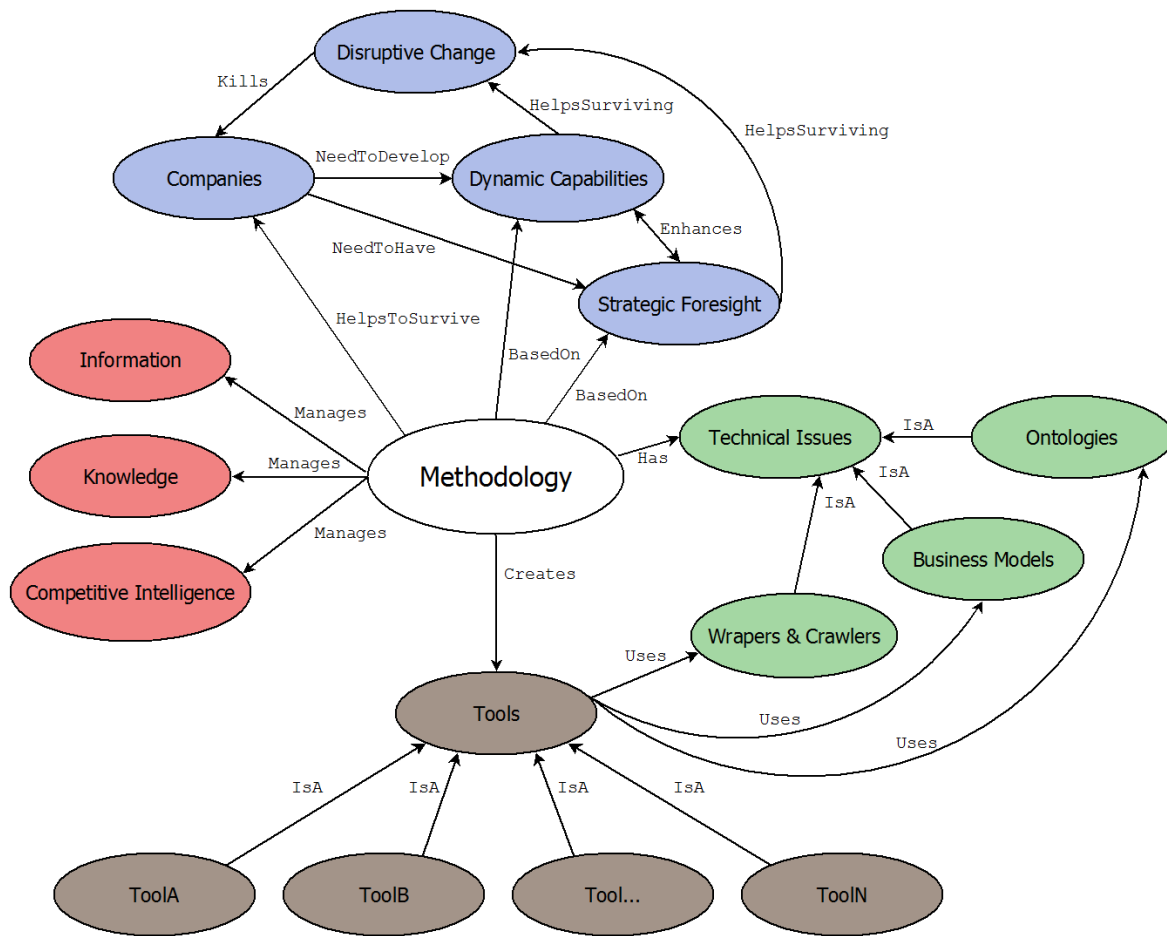 Disruptive Change
Kills
HelpsSurviving
HelpsSurviving
NeedToDevelop
Companies
Dynamic Capabilities
Enhances
NeedToHave
Strategic Foresight
HelpsToSurvive
Information
BasedOn
BasedOn
Manages
Technical Issues
IsA
Ontologies
Has
Manages
Knowledge
Methodology
IsA
IsA
Manages
Business Models
Creates
Competitive Intelligence
Wrapers & Crawlers
Uses
Tools
Uses
Uses
IsA
IsA
IsA
IsA
ToolA
ToolB
Tool...
ToolN